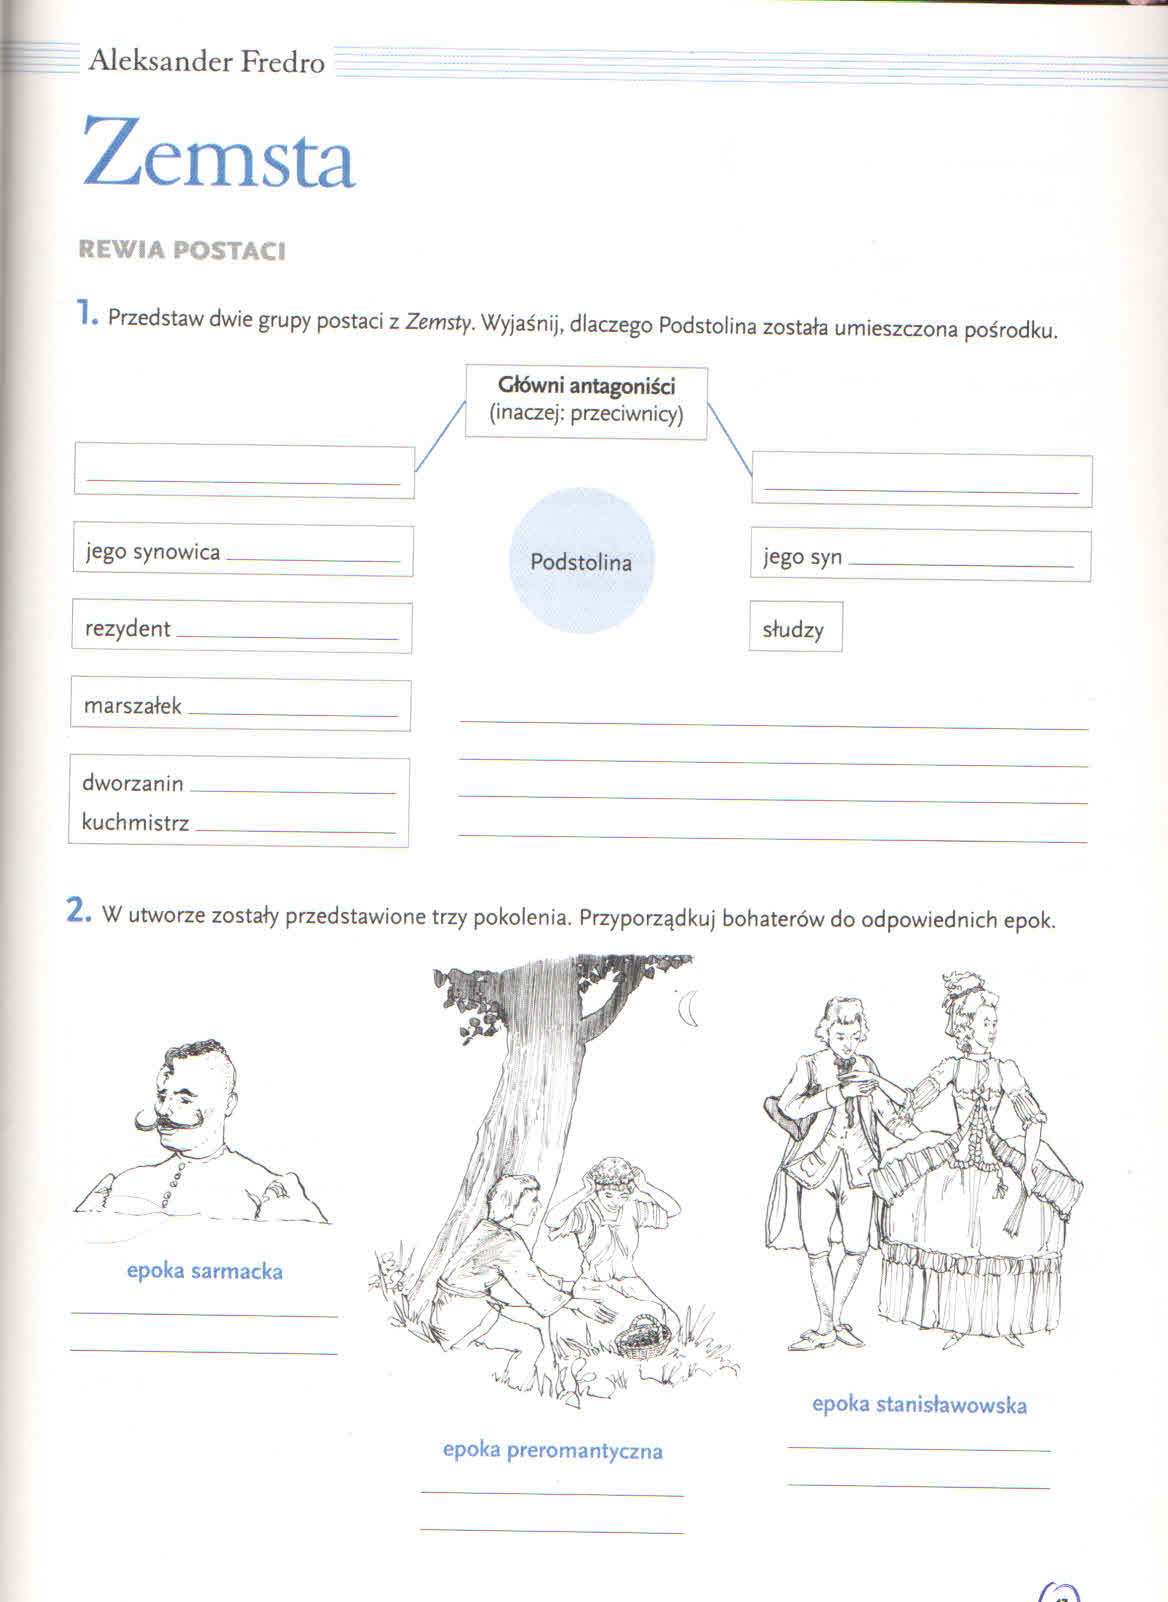 Aleksander Fredro
Zemsta
REWIA POSTACI
1. Przedstaw dwie grupy postaci z Zemsty. Wyjaśnij, dlaczego Podstolina została umieszczona pośrodku.
Główni antagoniści
(inaczej: przeciwnicy)
jego synowica
rezydent
marszałek
dworzanin
kuchmistrz
Podstolina
jego syn
słudzy
2. W utworze zostały przedstawione trzy pokolenia. Przyporządkuj bohaterów do odpowiednich epok.
epoka sarmacka
epoka preromantyczna
epoka stanisławowska